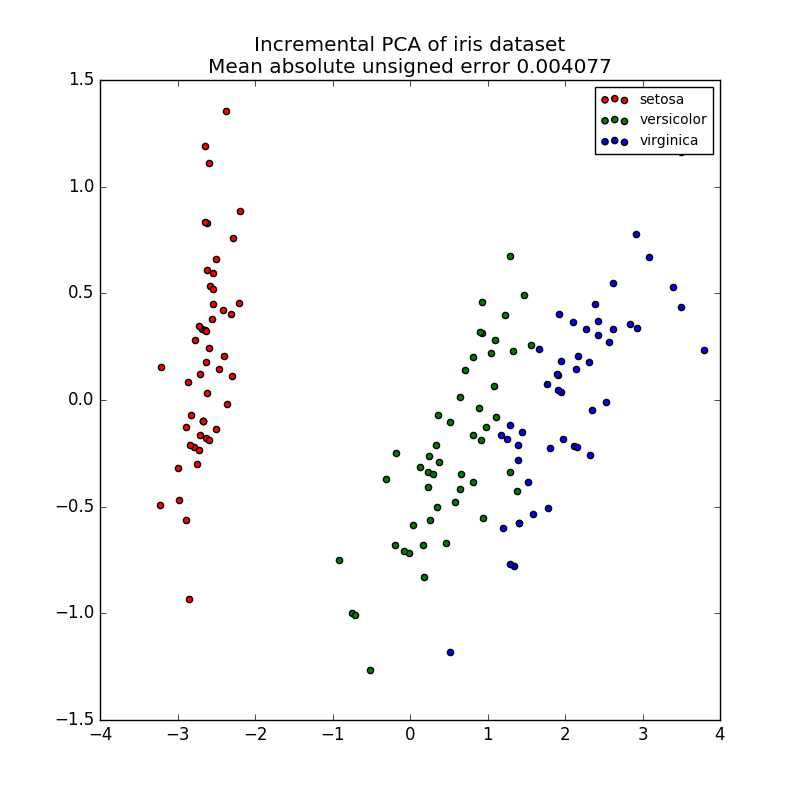 Incremental PCA of iris dataset
Mean absolute unsigned error 0.004077
setosa
versicolor
virginica
1.5
1.0
0.5
0.0
−0.5
−1.0
−1.5
−4 −3 −2 −1 0 1 2 3 4